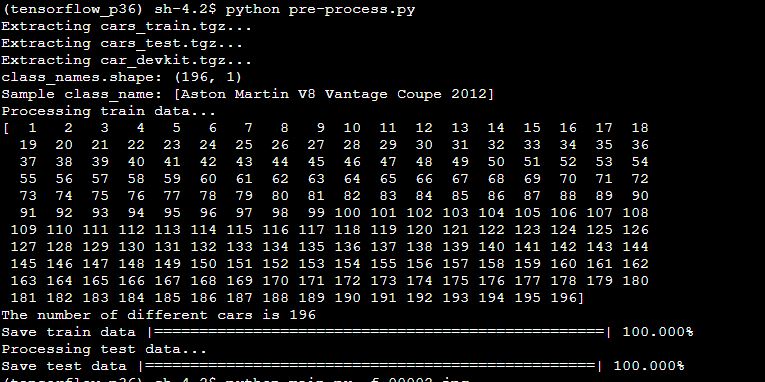 (tensorflow_p36) sh-4.2$ python pre-process.py
Extracting cars_train.tgz...
Extracting cars_test.tgz...
Extracting car_devkit.tgz...
class_names.shape: (196, 1)
Sample class_name: [Aston Martin V8 Vantage Coupe 2012]
Processing train data...
[ 1 2 3 4 5 6 7 8 9 10 11 12 13 14 15 16 17 18
19 20 21 22 23 24 25 26 27 28 29 30 31 32 33 34 35 36
37 38 39 40 41 42 43 44 45 46 47 48 49 50 51 52 53 54
55 56 57 58 59 60 61 62 63 64 65 66 67 68 69 70 71 72
73 74 75 76 77 78 79 80 81 82 83 84 85 86 87 88 89 90
91 92 93 94 95 96 97 98 99 100 101 102 103 104 105 106 107 108
109 110 111 112 113 114 115 116 117 118 119 120 121 122 123 124 125 126
127 128 129 130 131 132 133 134 135 136 137 138 139 140 141 142 143 144
145 146 147 148 149 150 151 152 153 154 155 156 157 158 159 160 161 162
163 164 165 166 167 168 169 170 171 172 173 174 175 176 177 178 179 180
181 182 183 184 185 186 187 188 189 190 191 192 193 194 195 196]
The number of different cars is 196
Save train data |==================================================| 100.000%
Processing test data...
Save test data |==================================================| 100.000%